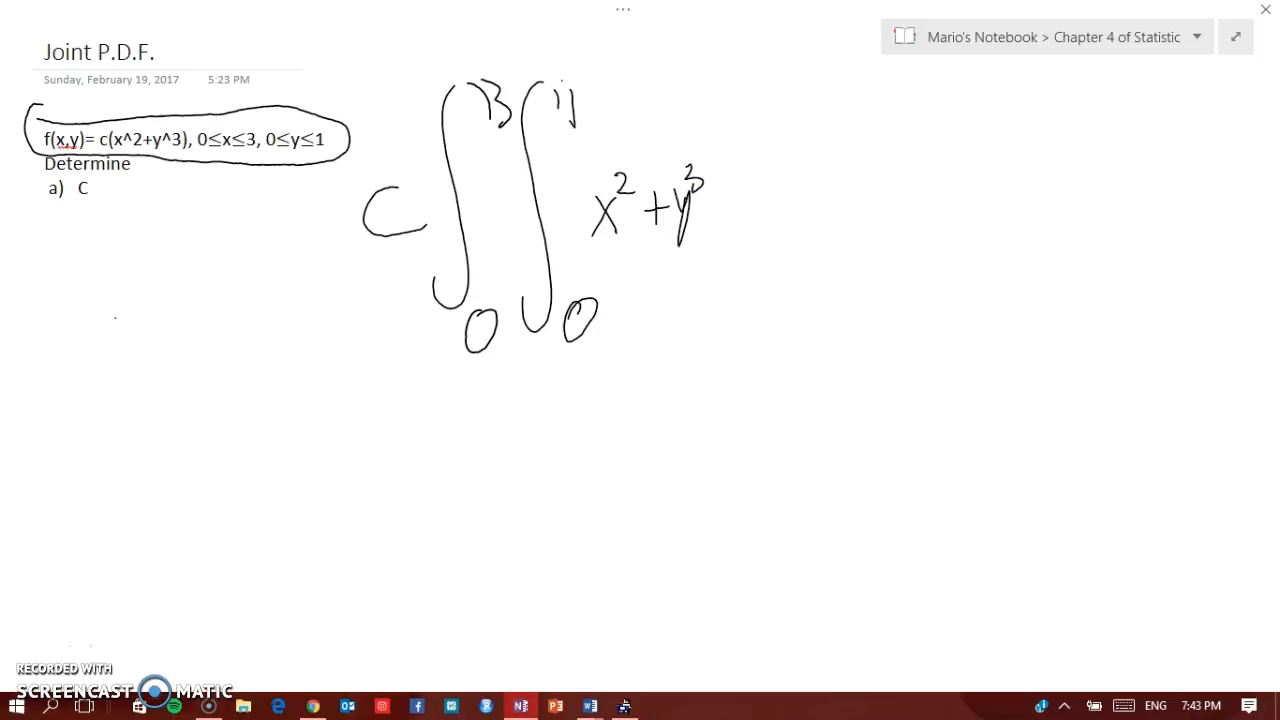 Joint P.D.F.
Sunday, February 19, 2017 5:23 PM
f(x,y)= c(x^2+y^3), 0≤x≤3, 0≤y≤1
Determine
a) C
Mario's Notebook > Chapter 4 of Statistic
C ∫ 3 0 ∫ 1 0 x² + y³
RECORDED WITH
SCREENCAST MATIC
ENG 7:43 PM